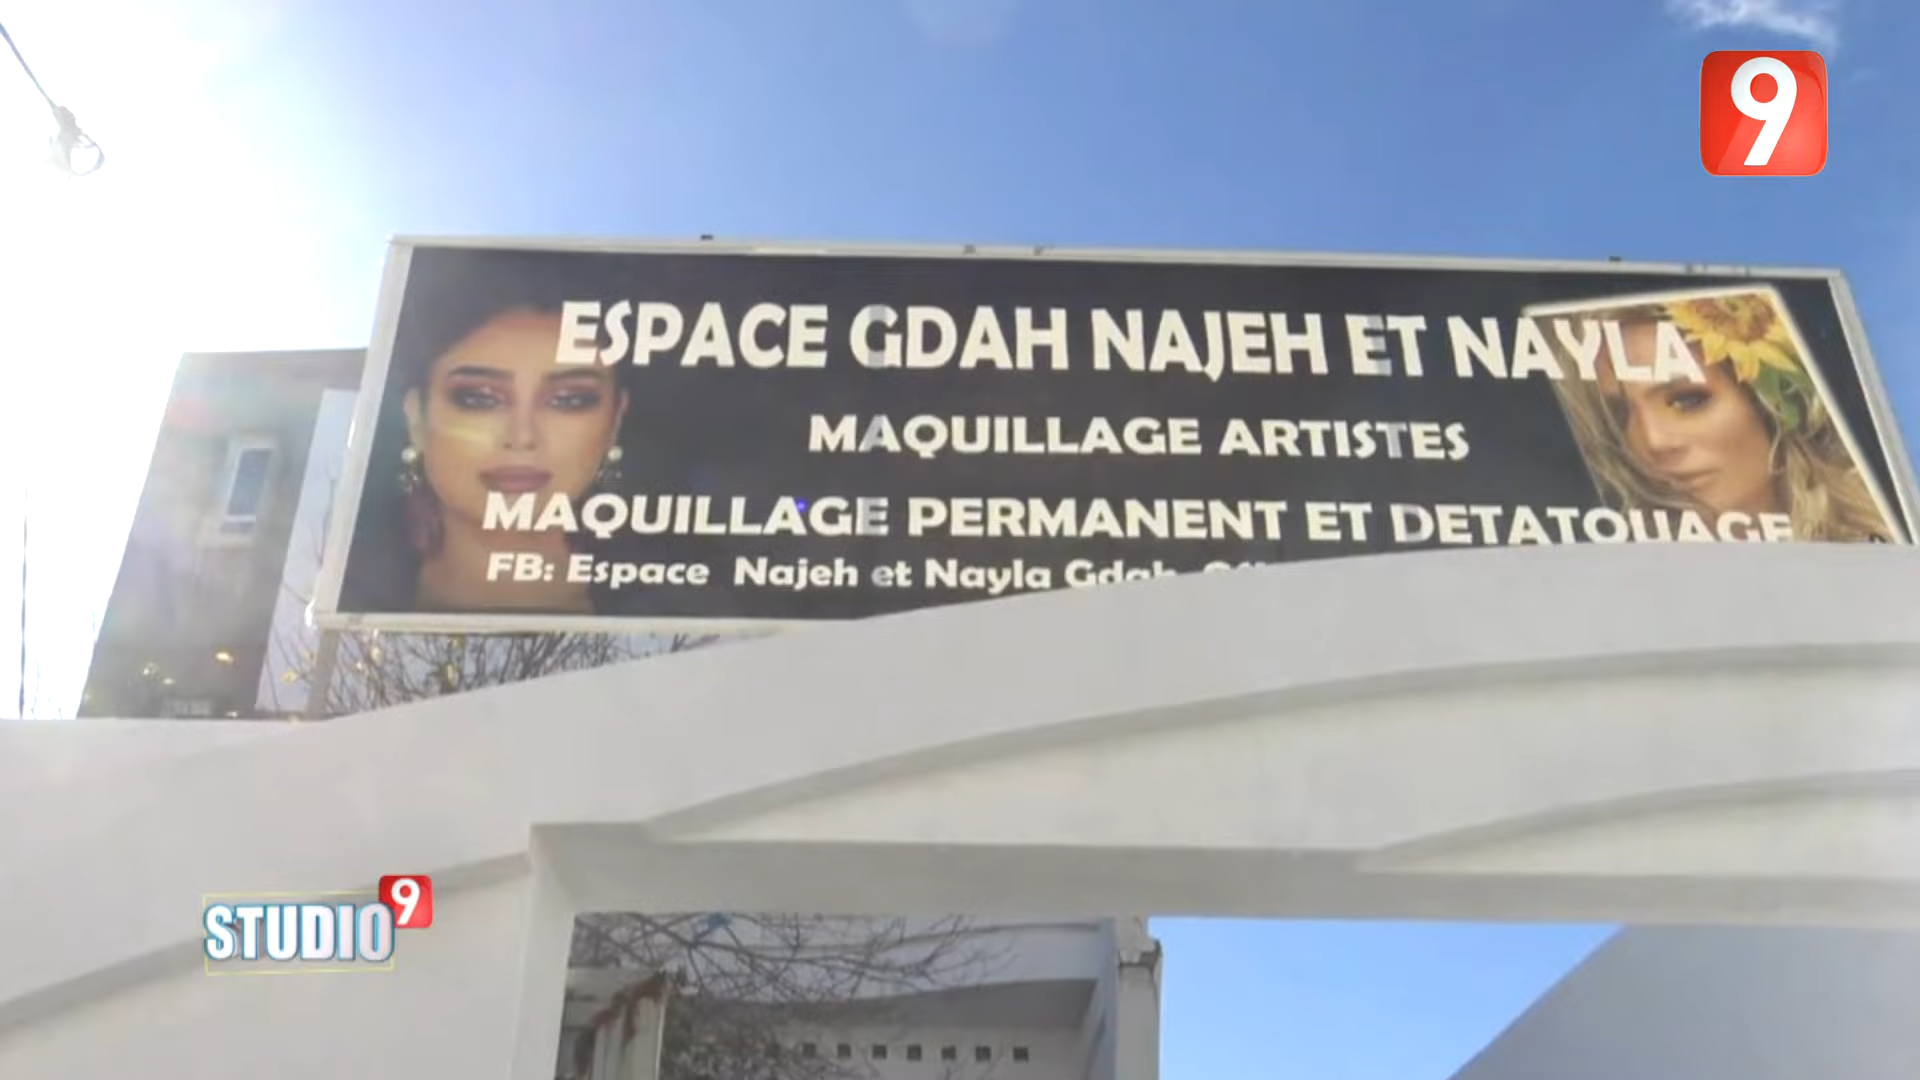 9
ESPACE GDAH NAJEH ET NAYLA
MAQUILLAGE ARTISTES
MAQUILLAGE PERMANENT ET DETATOUAGE
FB: Espace Najeh et Nayla Gdah
STUDIO 9